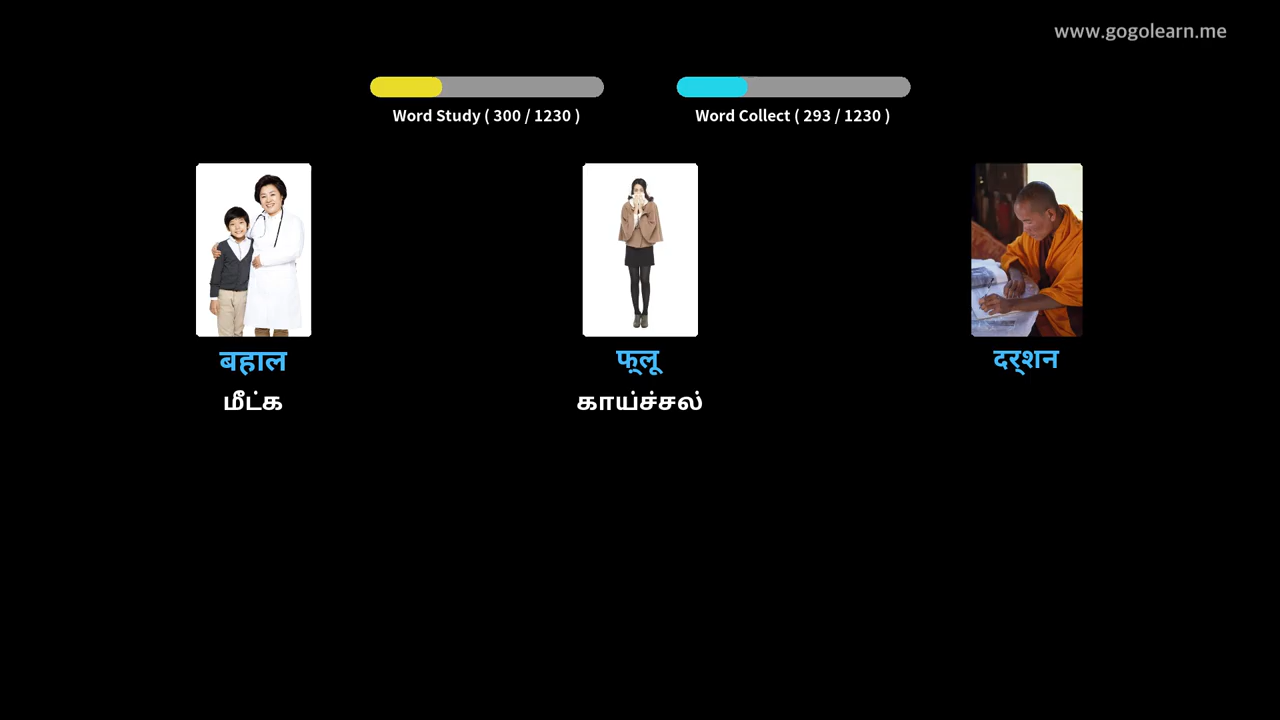 www.gogolearn.me
Word Study ( 300 / 1230 )
Word Collect ( 293 / 1230 )
बहाल
फ़्लू
दर्शन
மீட்க
காய்ச்சல்